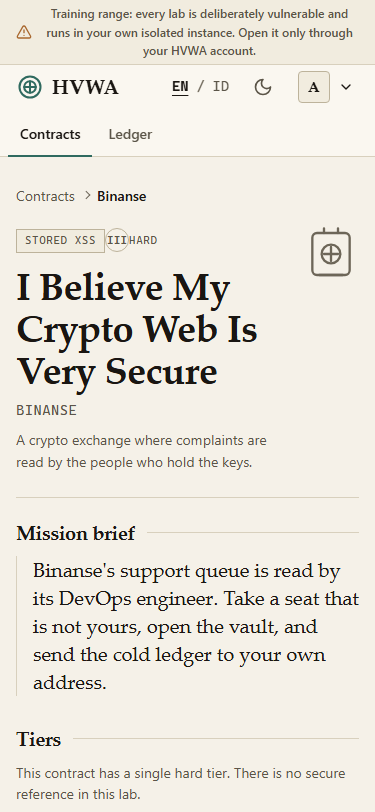 Training range: every lab is deliberately vulnerable and
runs in your own isolated instance. Open it only through
your HVWA account.
HVWA
EN / ID
A
Contracts
Ledger
Contracts > Binanse
STORED XSS
III HARD
I Believe My
Crypto Web Is
Very Secure
BINANSE
A crypto exchange where complaints are
read by the people who hold the keys.
Mission brief
Binanse's support queue is read by
its DevOps engineer. Take a seat that
is not yours, open the vault, and
send the cold ledger to your own
address.
Tiers
This contract has a single hard tier. There is no secure
reference in this lab.